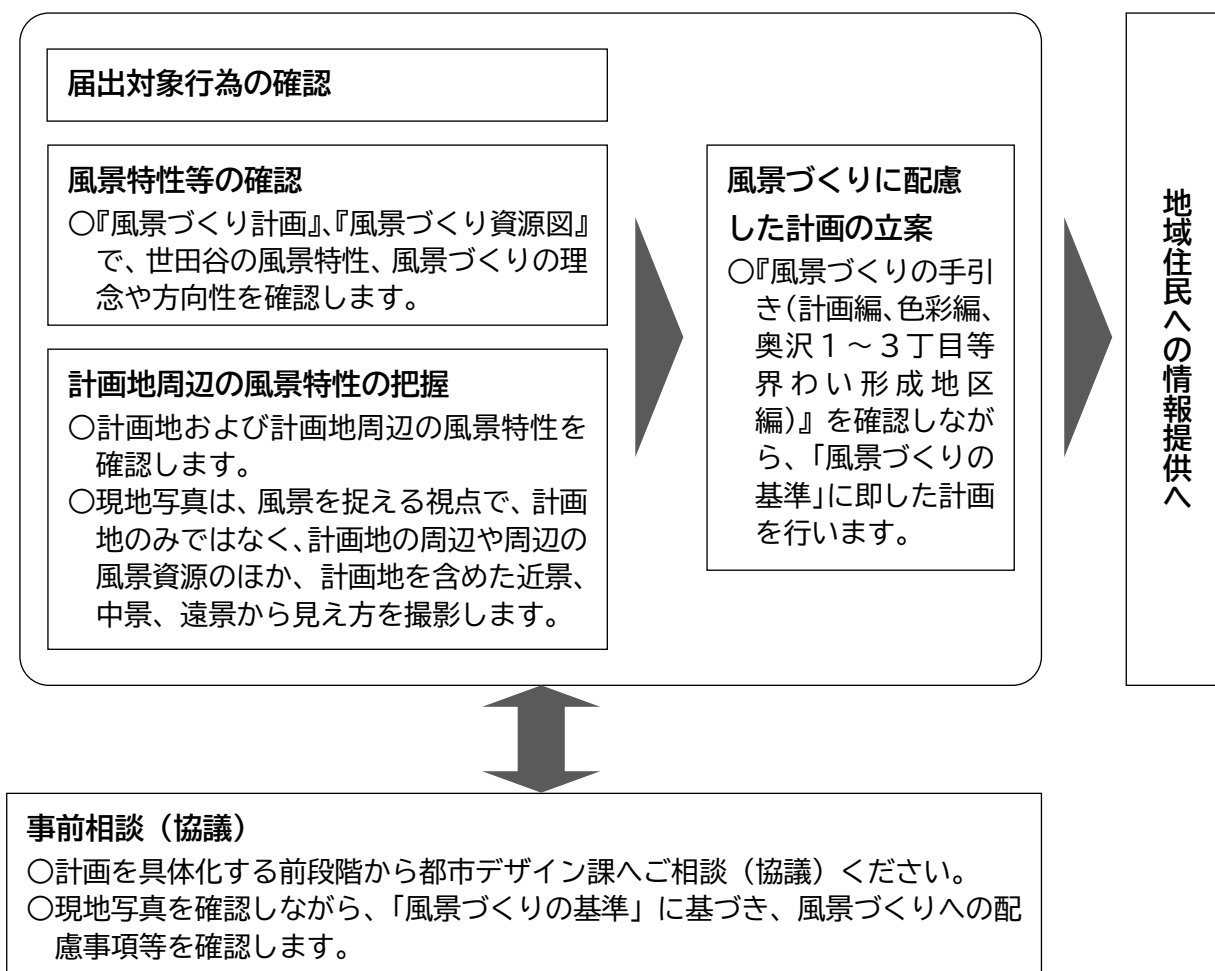 届出対象行為の確認
風景特性等の確認
○『風景づくり計画』、『風景づくり資源図』
で、世田谷の風景特性、風景づくりの理
念や方向性を確認します。
計画地周辺の風景特性の把握
○計画地および計画地周辺の風景特性を
確認します。
○現地写真は、風景を捉える視点で、計画
地のみではなく、計画地の周辺や周辺の
風景資源のほか、計画地を含めた近景、
中景、遠景から見え方を撮影します。
風景づくりに配慮
した計画の立案
○『風景づくりの手引
き（計画編、色彩編、
奥沢１～３丁目等
界わい形成地区
編）』を確認しなが
ら、「風景づくりの
基準」に即した計画
を行います。
地域住民への情報提供へ
事前相談（協議）
○計画を具体化する前段階から都市デザイン課へご相談（協議）ください。
○現地写真を確認しながら、「風景づくりの基準」に基づき、風景づくりへの配
慮事項等を確認します。